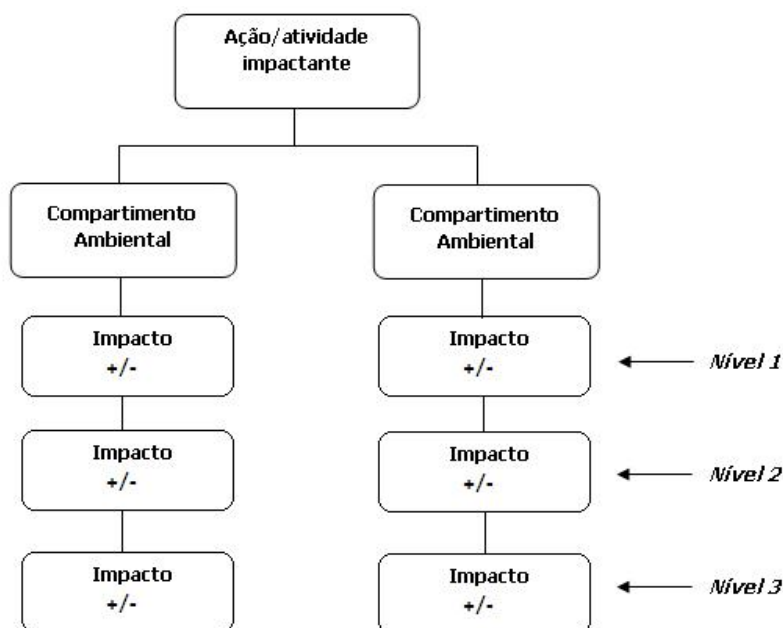 Ação/atividade
impactante
Compartimento
Ambiental
Compartimento
Ambiental
Impacto
+/-
Impacto
+/-
Nível 1
Impacto
+/-
Impacto
+/-
Nível 2
Impacto
+/-
Impacto
+/-
Nível 3